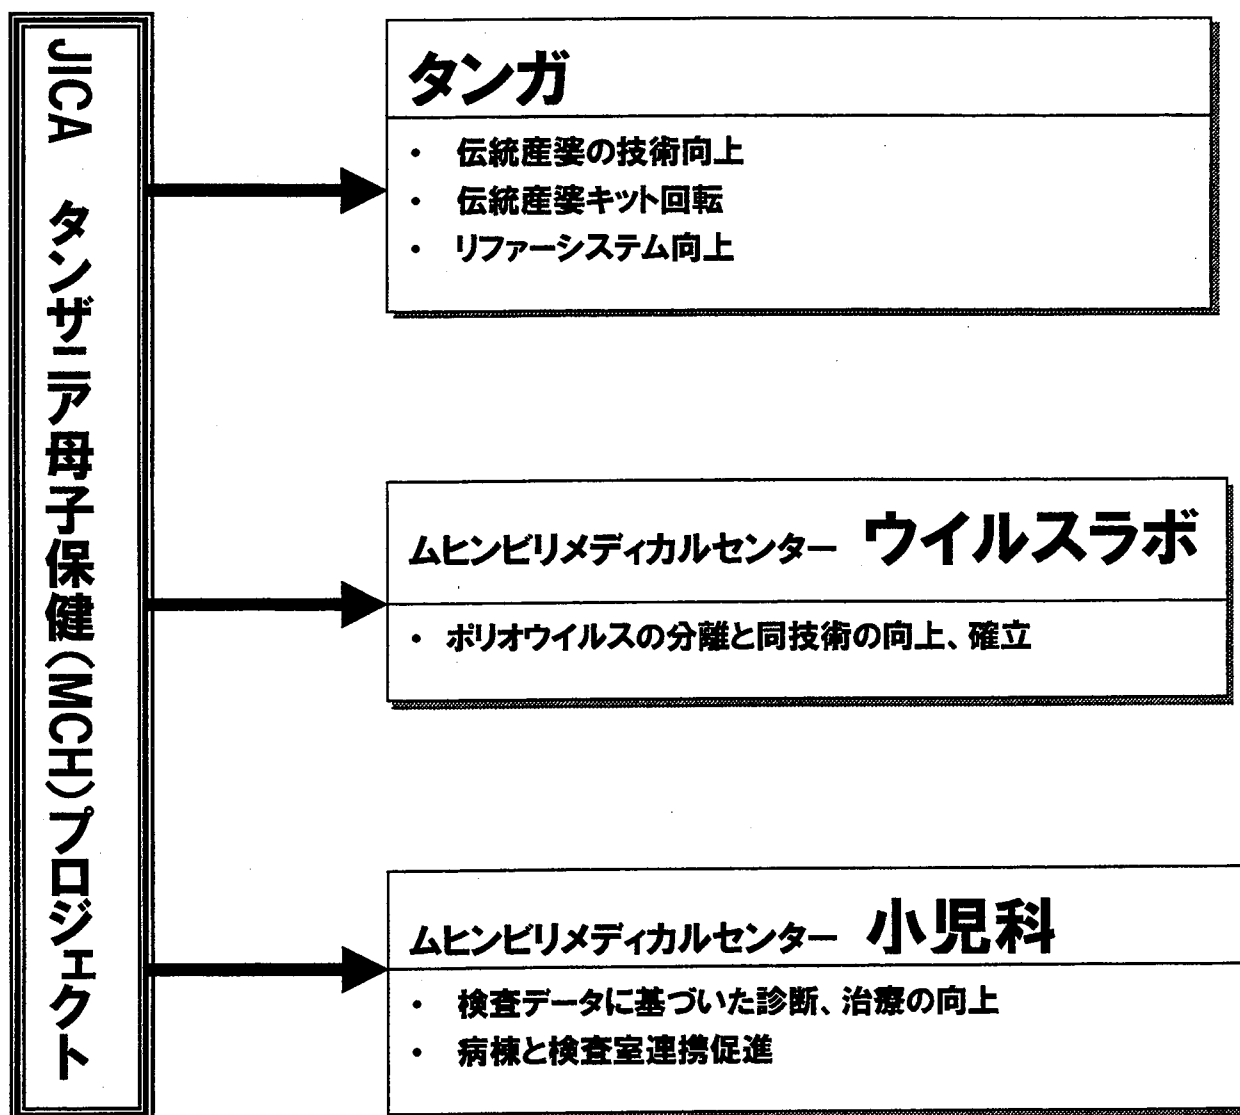 JICA タンザニア母子保健(MCH)プロジェクト
タンガ
・ 伝統産婆の技術向上
・ 伝統産婆キット回転
・ リファーシステム向上
ムヒンビリメディカルセンター ウイルスラボ
・ ポリオウイルスの分離と同技術の向上、確立
ムヒンビリメディカルセンター 小児科
・ 検査データに基づいた診断、治療の向上
・ 病棟と検査室連携促進